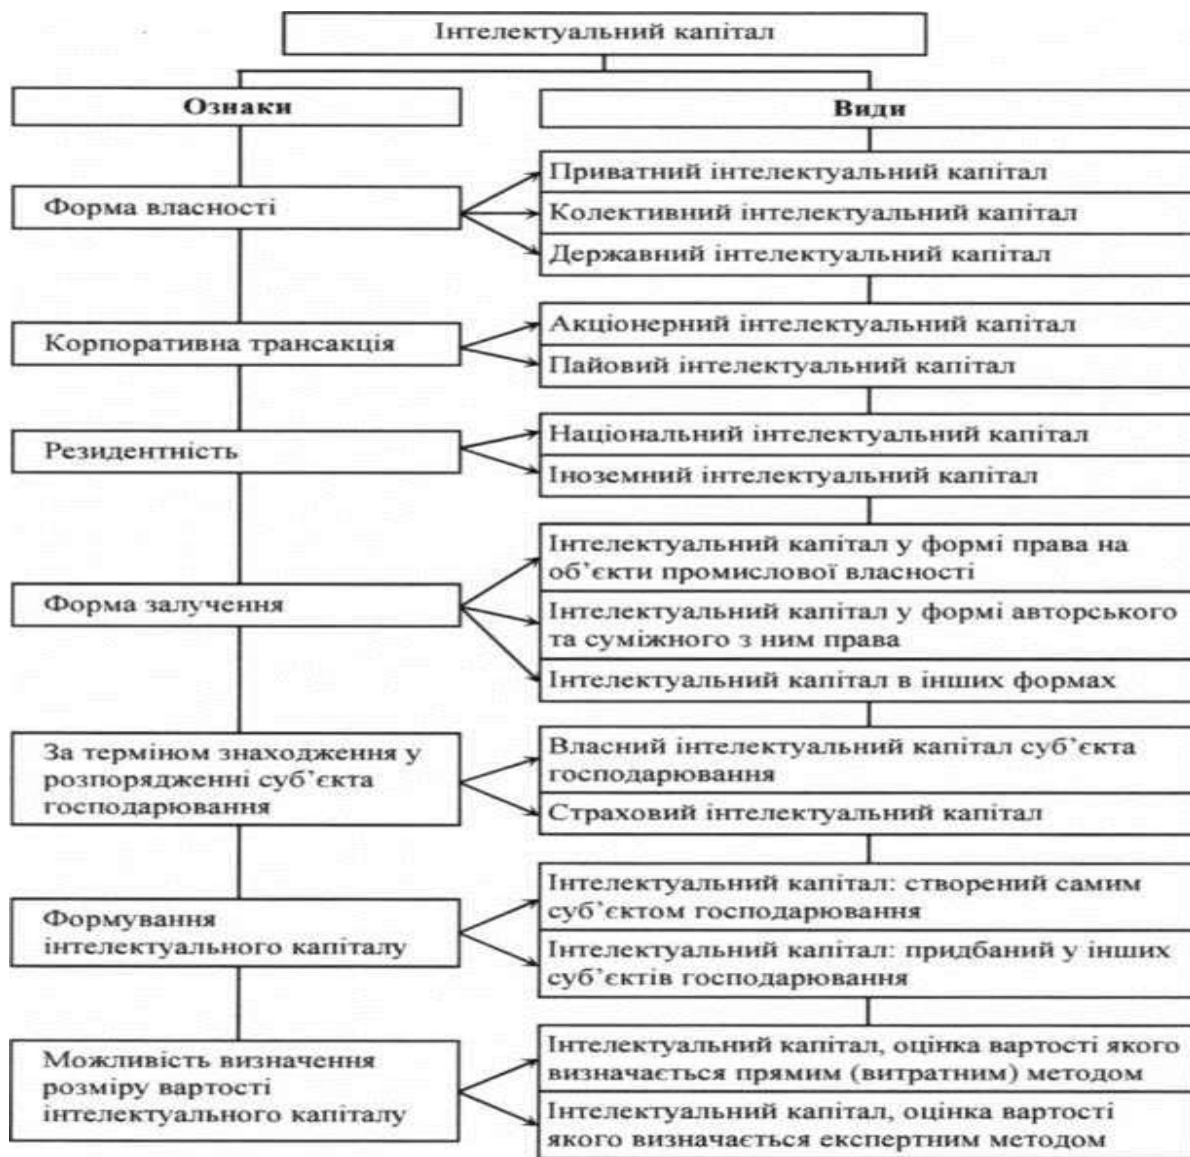 Інтелектуальний капітал
Ознаки
Види
Форма власності
Приватний інтелектуальний капітал
Колективний інтелектуальний капітал
Державний інтелектуальний капітал
Корпоративна трансакція
Акціонерний інтелектуальний капітал
Пайовий інтелектуальний капітал
Резидентність
Національний інтелектуальний капітал
Іноземний інтелектуальний капітал
Форма залучення
Інтелектуальний капітал у формі права на
об’єкти промислової власності
Інтелектуальний капітал у формі авторського
та суміжного з ним права
Інтелектуальний капітал в інших формах
За терміном знаходження у
розпорядженні суб’єкта
господарювання
Власний інтелектуальний капітал суб’єкта
господарювання
Страховий інтелектуальний капітал
Формування
інтелектуального капіталу
Інтелектуальний капітал: створений самим
суб’єктом господарювання
Інтелектуальний капітал: придбаний у інших
суб’єктів господарювання
Можливість визначення
розміру вартості
інтелектуального капіталу
Інтелектуальний капітал, оцінка вартості якого
визначається прямим (витратним) методом
Інтелектуальний капітал, оцінка вартості
якого визначається експертним методом